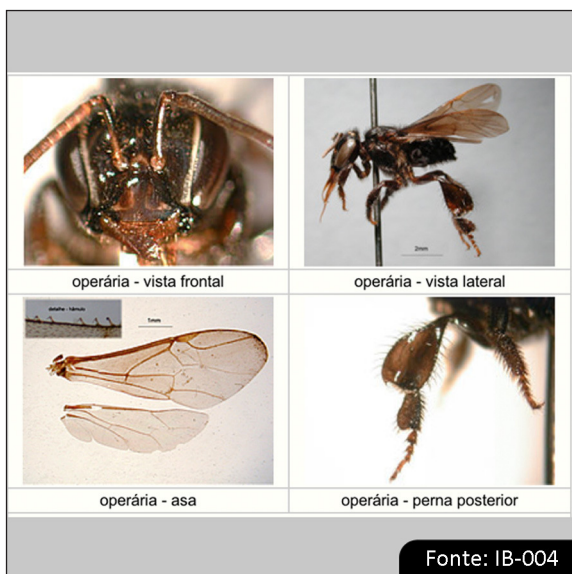 operária - vista frontal
2mm
operária - vista lateral
detalhe - hâmulo
1mm
operária - asa
operária - perna posterior
Fonte: IB-004